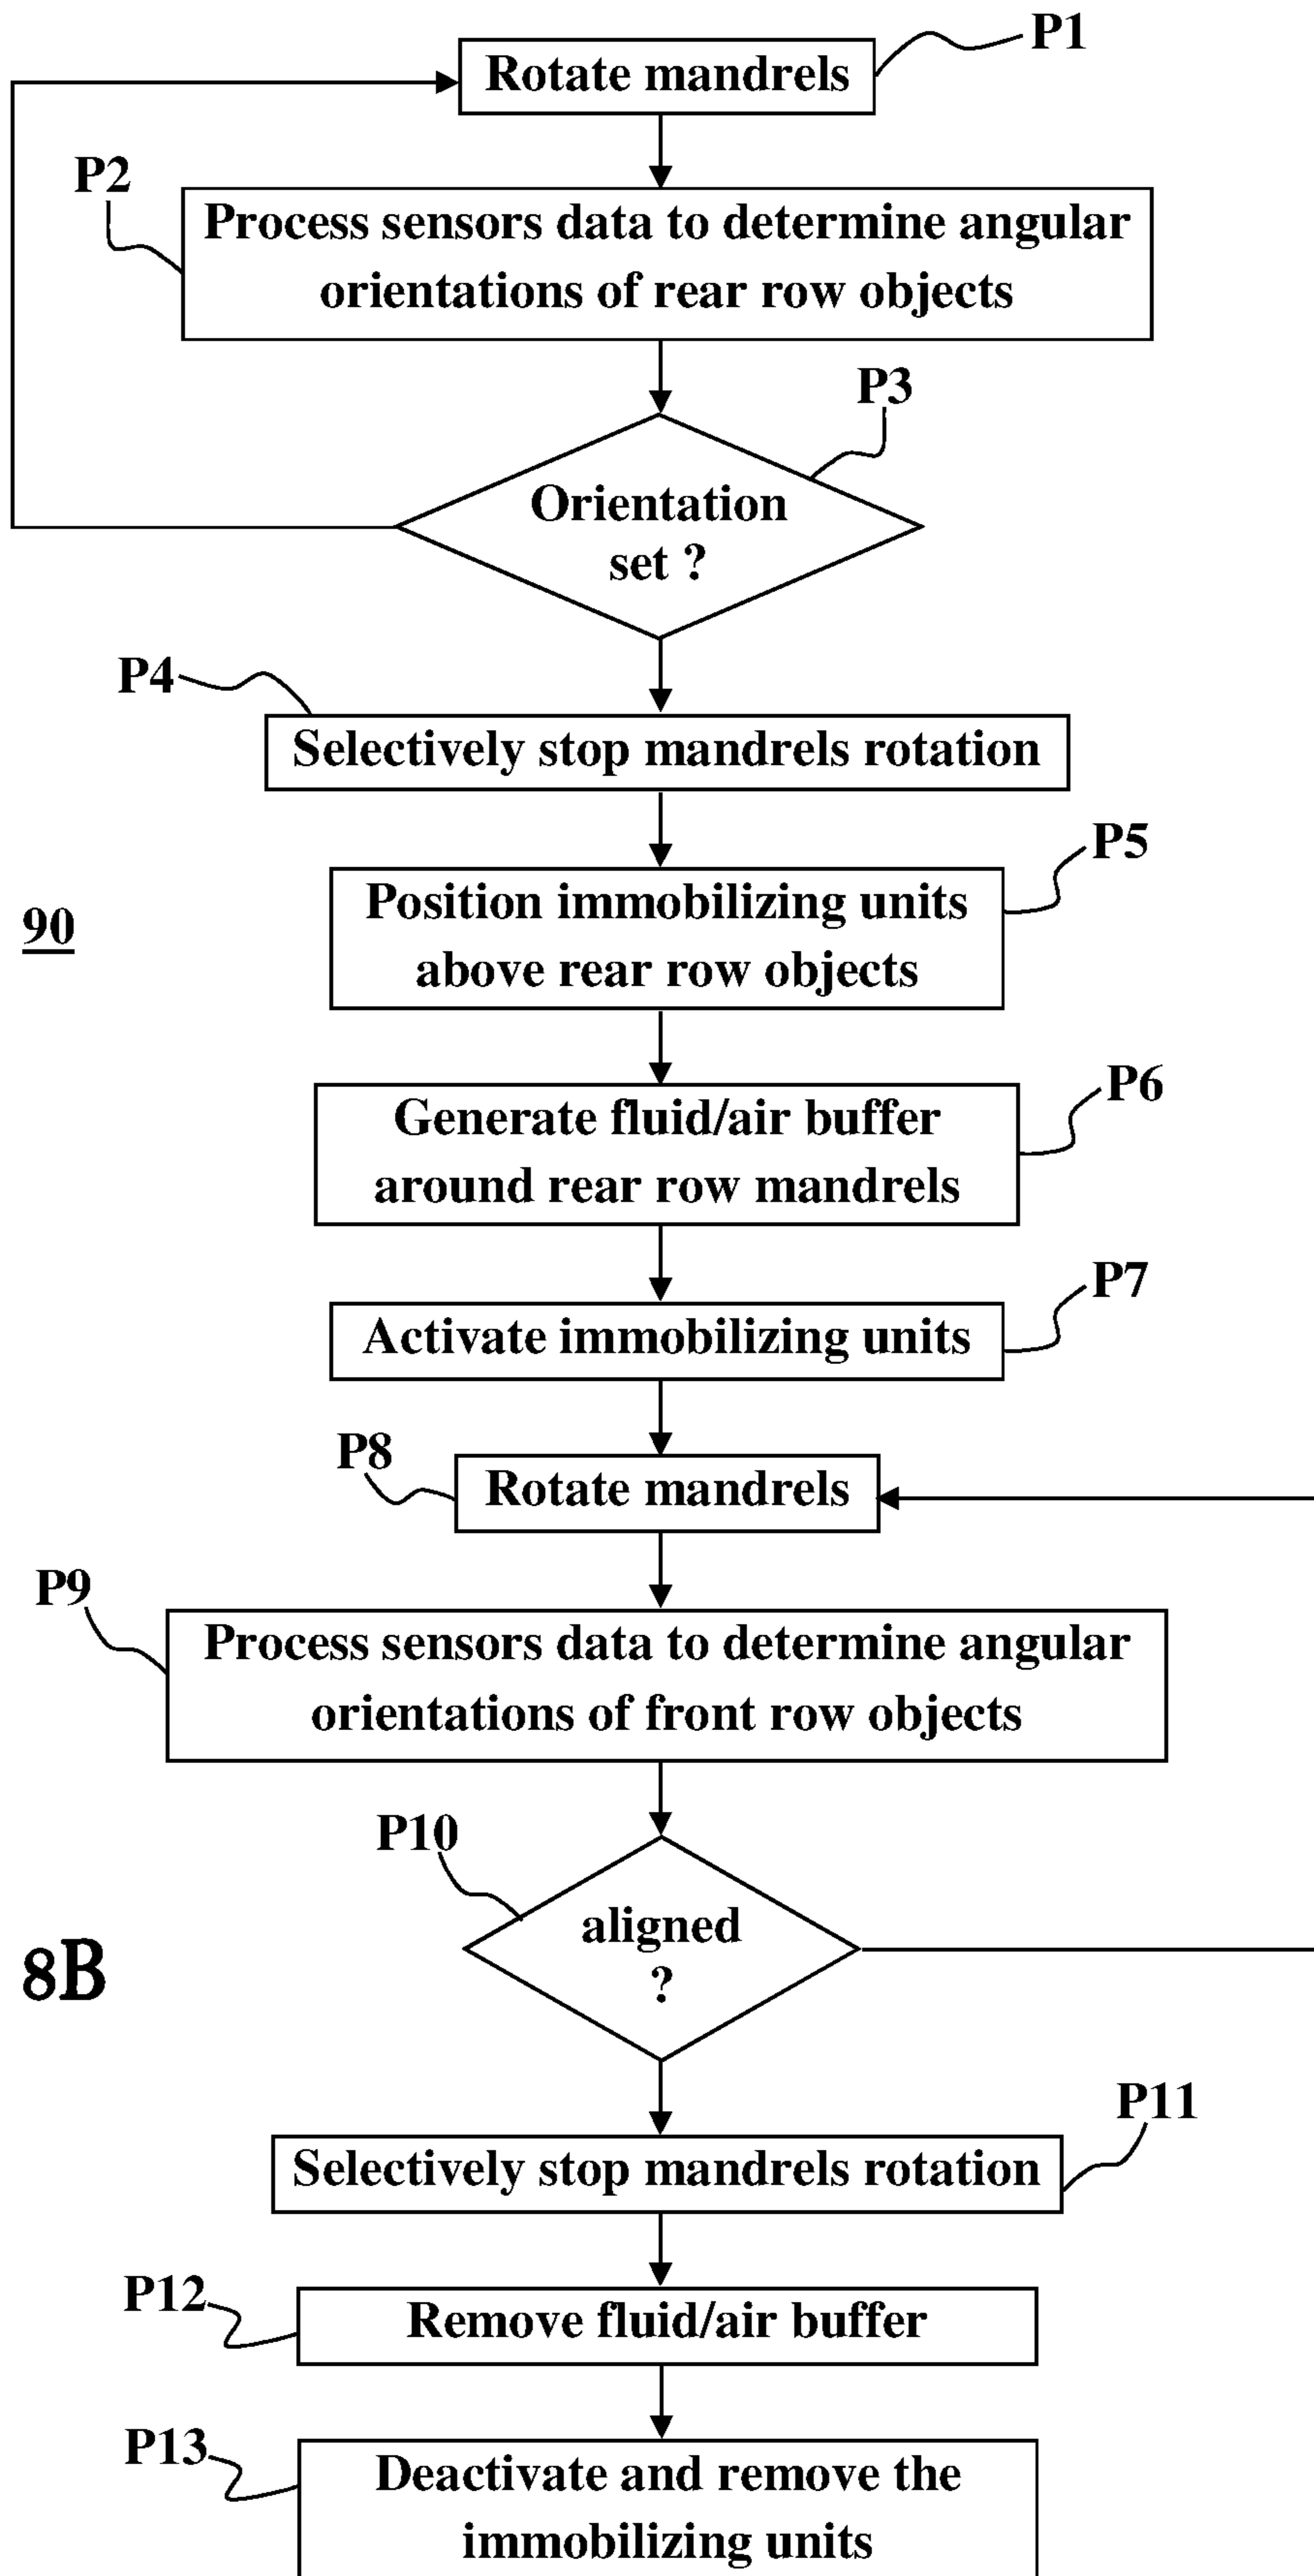 Rotate mandrels
P1
P2
Process sensors data to determine angular
orientations of rear row objects
P3
Orientation
set ?
P4
Selectively stop mandrels rotation
P5
Position immobilizing units
above rear row objects
90
P6
Generate fluid/air buffer
around rear row mandrels
P7
Activate immobilizing units
P8
Rotate mandrels
P9
Process sensors data to determine angular
orientations of front row objects
P10
aligned
?
8B
P11
Selectively stop mandrels rotation
P12
Remove fluid/air buffer
P13
Deactivate and remove the
immobilizing units